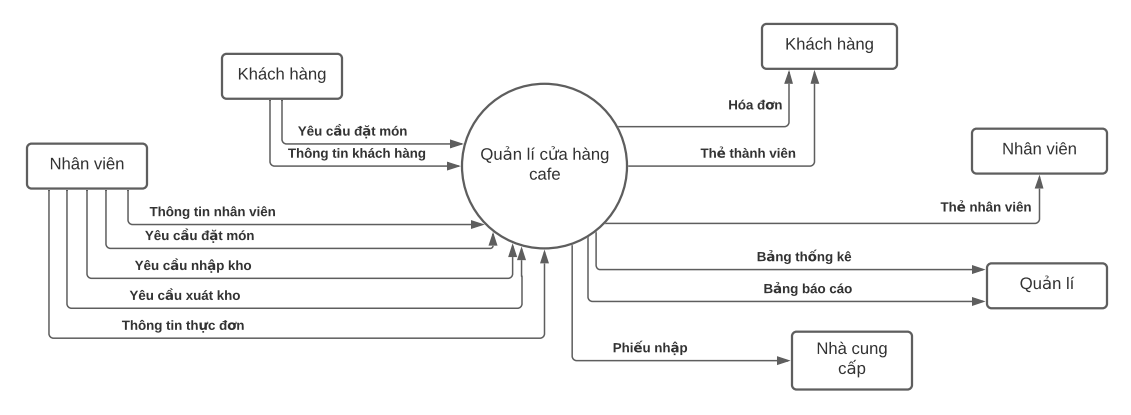 Khách hàng
Khách hàng
Hóa đơn
Yêu cầu đặt món
Thông tin khách hàng
Quản lí cửa hàng
cafe
Thẻ thành viên
Nhân viên
Nhân viên
Thông tin nhân viên
Thẻ nhân viên
Yêu cầu đặt món
Yêu cầu nhập kho
Bảng thống kê
Yêu cầu xuát kho
Bảng báo cáo
Quản lí
Thông tin thực đơn
Phiếu nhập
Nhà cung
cấp